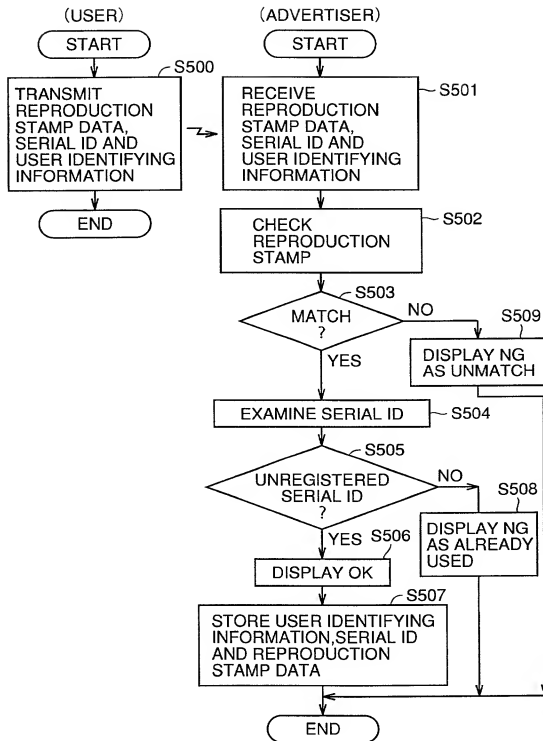 (USER)
START
S500
TRANSMIT
REPRODUCTION
STAMP DATA,
SERIAL ID AND
USER IDENTIFYING
INFORMATION
END
(ADVERTISER)
START
S501
RECEIVE
REPRODUCTION
STAMP DATA,
SERIAL ID AND
USER IDENTIFYING
INFORMATION
S502
CHECK
REPRODUCTION
STAMP
S503
MATCH
?
NO
YES
S509
DISPLAY NG
AS UNMATCH
EXAMINE SERIAL ID
S504
S505
UNREGISTERED
SERIAL ID
?
NO
YES
S508
DISPLAY NG
AS ALREADY
USED
S506
DISPLAY OK
S507
STORE USER IDENTIFYING
INFORMATION,SERIAL ID
AND REPRODUCTION
STAMP DATA
END